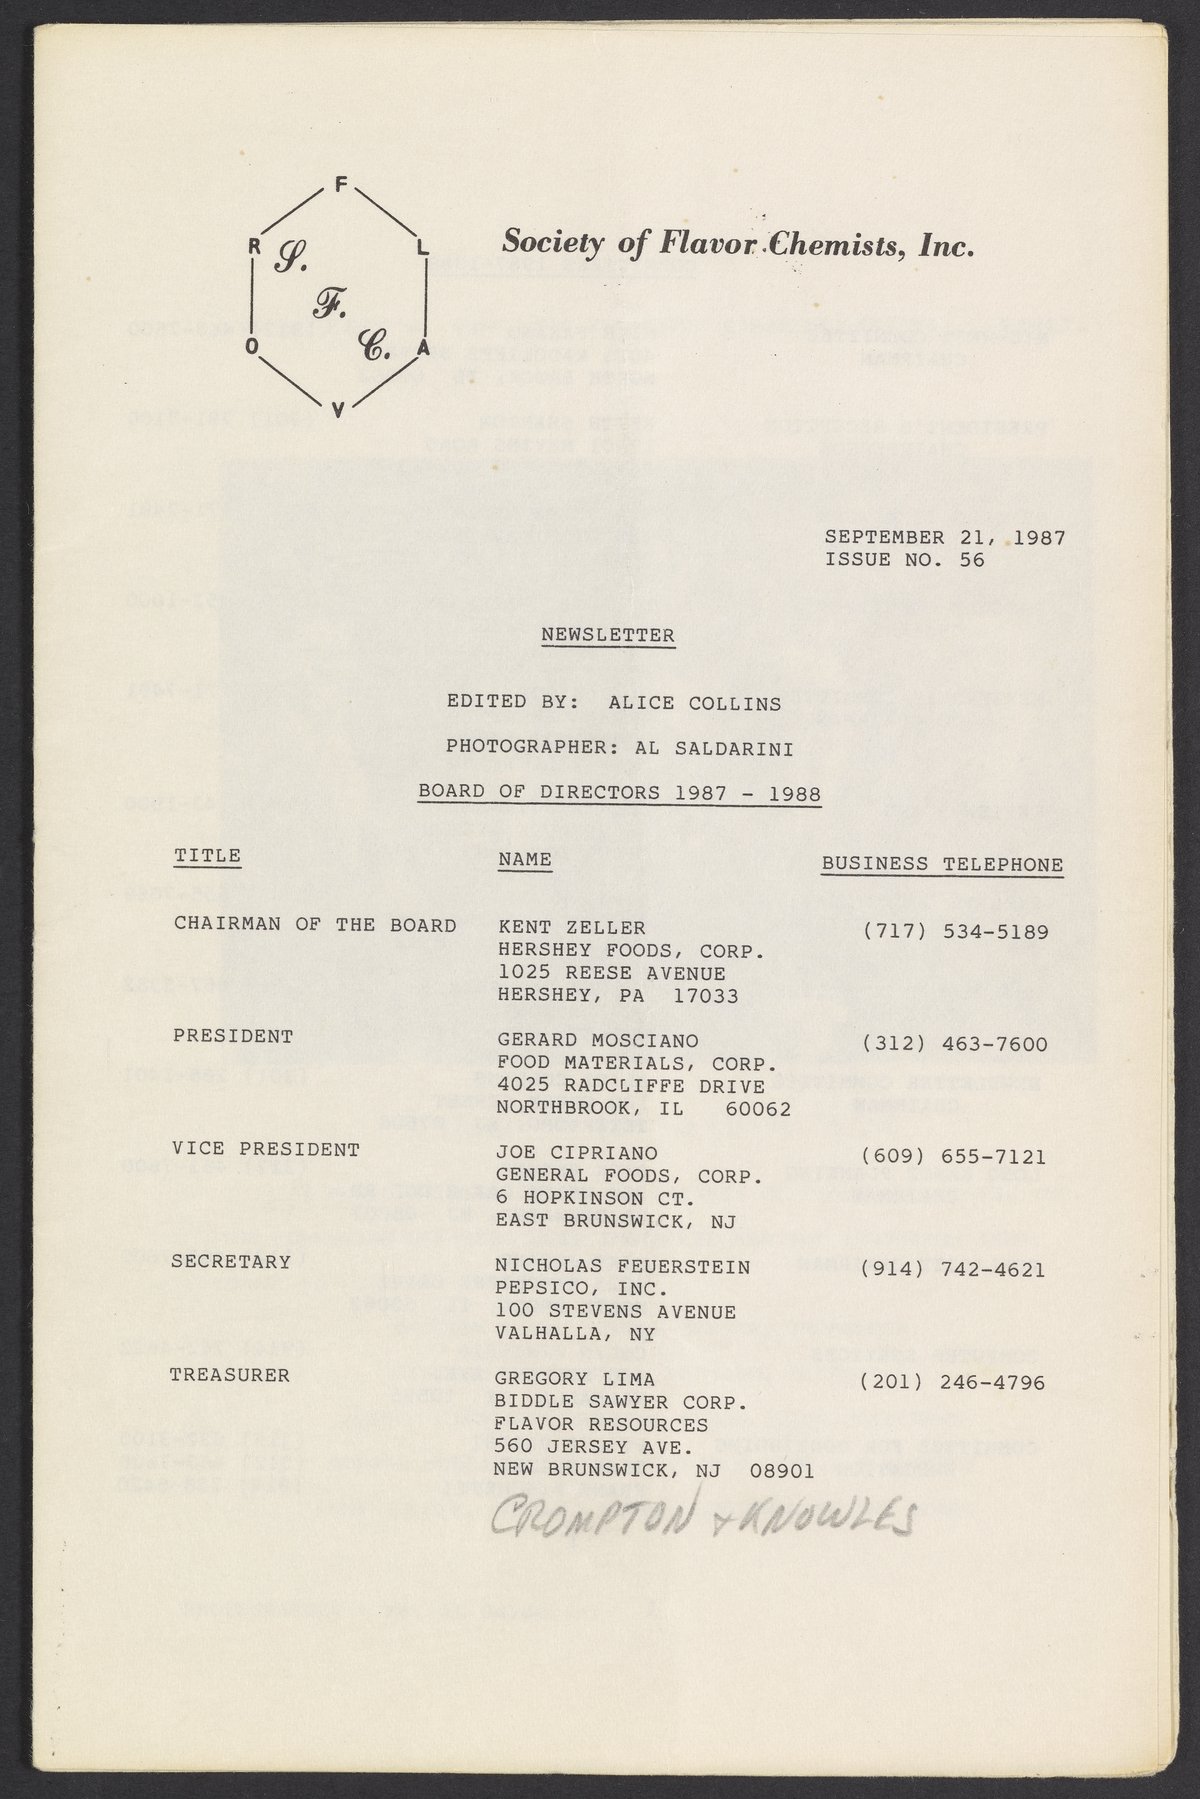 F
R
L
S.
F.
C.
O
A
V
Society of Flavor Chemists, Inc.
SEPTEMBER 21, 1987
ISSUE NO. 56
NEWSLETTER
EDITED BY: ALICE COLLINS
PHOTOGRAPHER: AL SALDARINI
BOARD OF DIRECTORS 1987 - 1988
TITLE NAME BUSINESS TELEPHONE
CHAIRMAN OF THE BOARD KENT ZELLER (717) 534-5189
HERSHEY FOODS, CORP.
1025 REESE AVENUE
HERSHEY, PA 17033
PRESIDENT GERARD MOSCIANO (312) 463-7600
FOOD MATERIALS, CORP.
4025 RADCLIFFE DRIVE
NORTHBROOK, IL 60062
VICE PRESIDENT JOE CIPRIANO (609) 655-7121
GENERAL FOODS, CORP.
6 HOPKINSON CT.
EAST BRUNSWICK, NJ
SECRETARY NICHOLAS FEUERSTEIN (914) 742-4621
PEPSICO, INC.
100 STEVENS AVENUE
VALHALLA, NY
TREASURER GREGORY LIMA (201) 246-4796
BIDDLE SAWYER CORP.
FLAVOR RESOURCES
560 JERSEY AVE.
NEW BRUNSWICK, NJ 08901
CROMPTON + KNOWLES